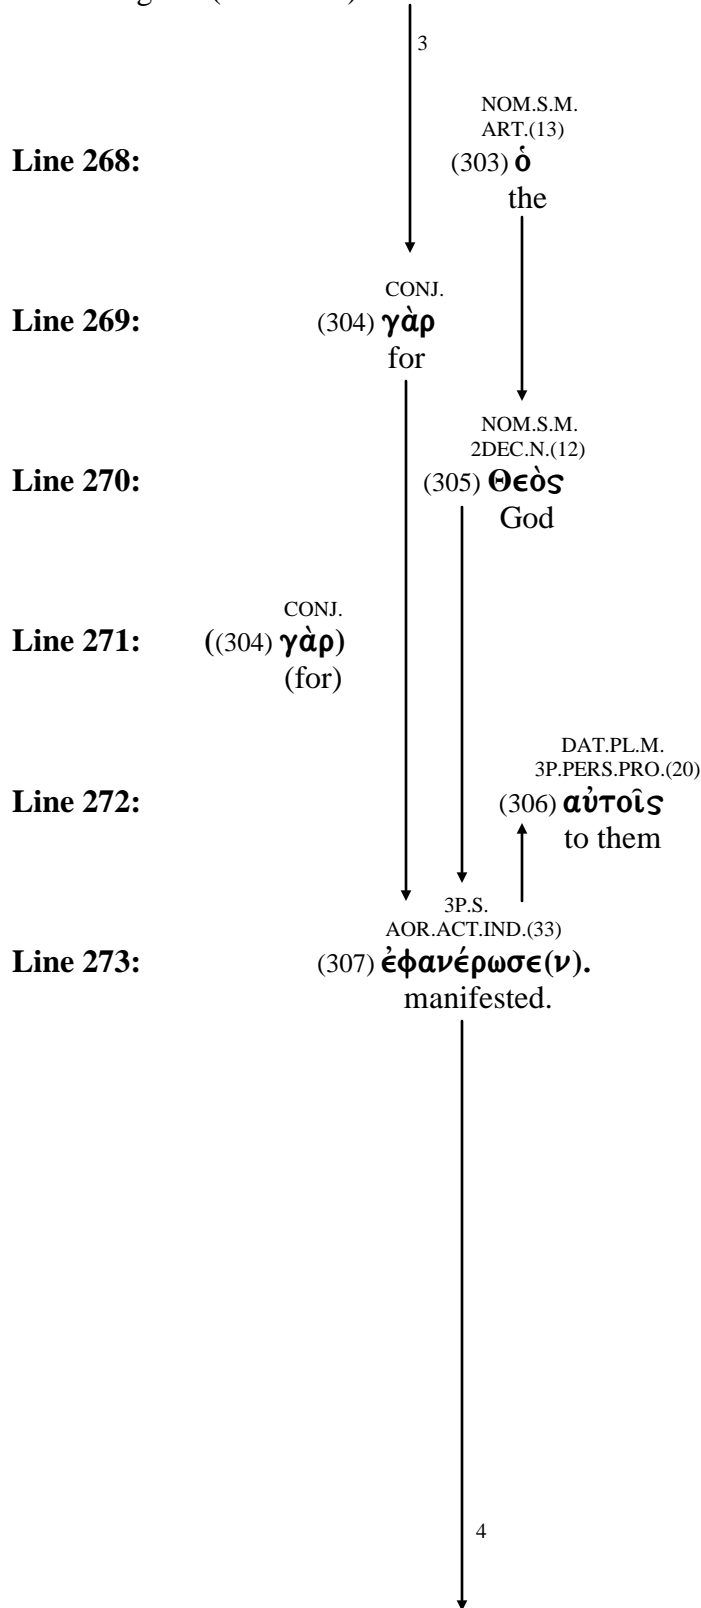 3
NOM.S.M.
ART.(13)
Line 268: (303) ὁ
the
CONJ.
Line 269: (304) γὰρ
for
NOM.S.M.
2DEC.N.(12)
Line 270: (305) Θεὸς
God
CONJ.
Line 271: ((304) γὰρ)
(for)
DAT.PL.M.
3P.PERS.PRO.(20)
Line 272: (306) αὐτοῖς
to them
3P.S.
AOR.ACT.IND.(33)
Line 273: (307) ἐφανέρωσε(ν).
manifested.
4